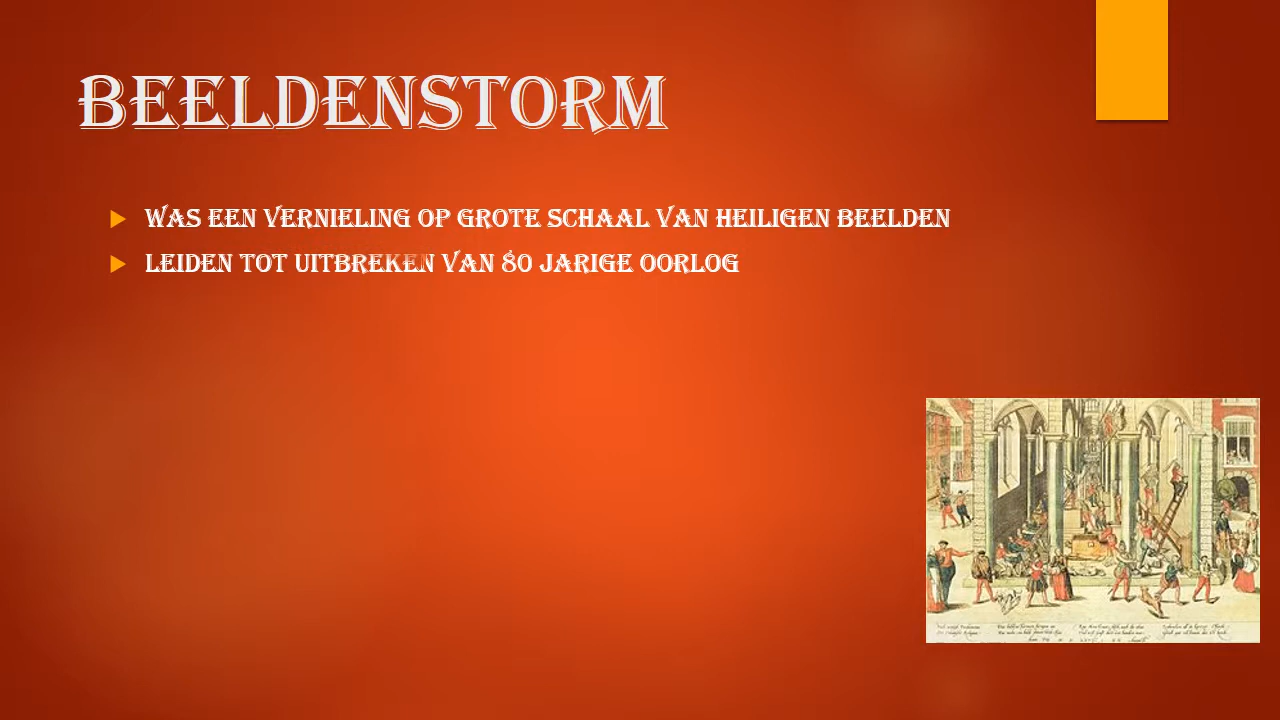 BEELDENSTORM
WAS EEN VERNIELING OP GROTE SCHAAL VAN HEILIGEN BEELDEN
LEIDEN TOT UITBREKEN VAN 80 JARIGE OORLOG